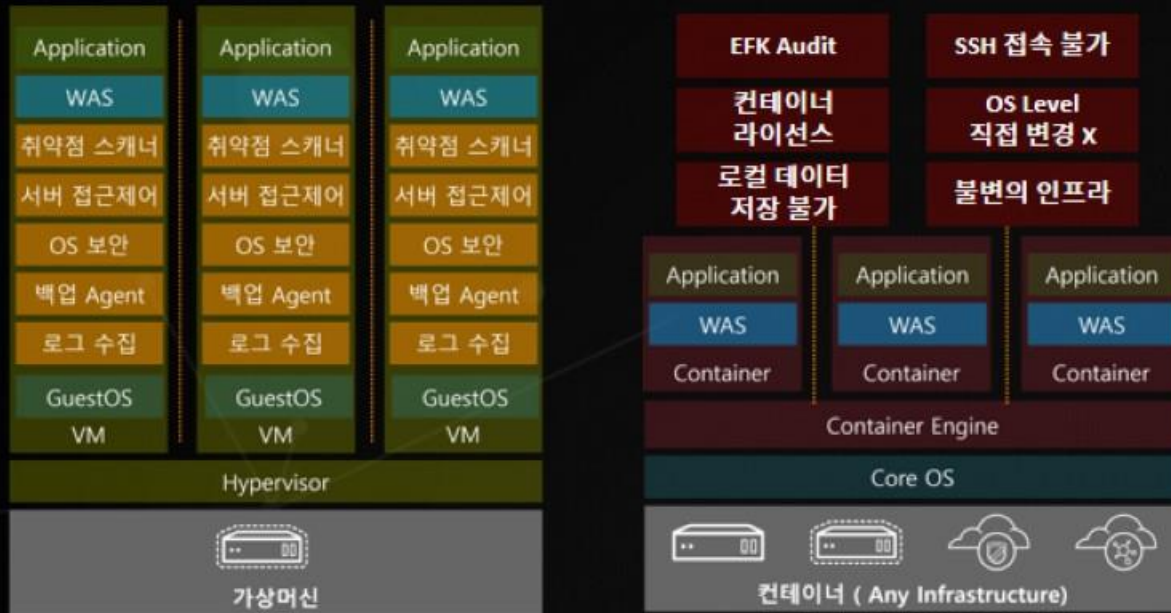 Application
WAS
취약점 스캐너
서버 접근제어
OS 보안
백업 Agent
로그 수집
GuestOS
VM
Application
WAS
취약점 스캐너
서버 접근제어
OS 보안
백업 Agent
로그 수집
GuestOS
VM
Application
WAS
취약점 스캐너
서버 접근제어
OS 보안
백업 Agent
로그 수집
GuestOS
VM
Hypervisor
가상머신
EFK Audit
SSH 접속 불가
컨테이너
라이선스
OS Level
직접 변경 X
로컬 데이터
저장 불가
불변의 인프라
Application
WAS
Container
Application
WAS
Container
Application
WAS
Container
Container Engine
Core OS
컨테이너 ( Any Infrastructure)